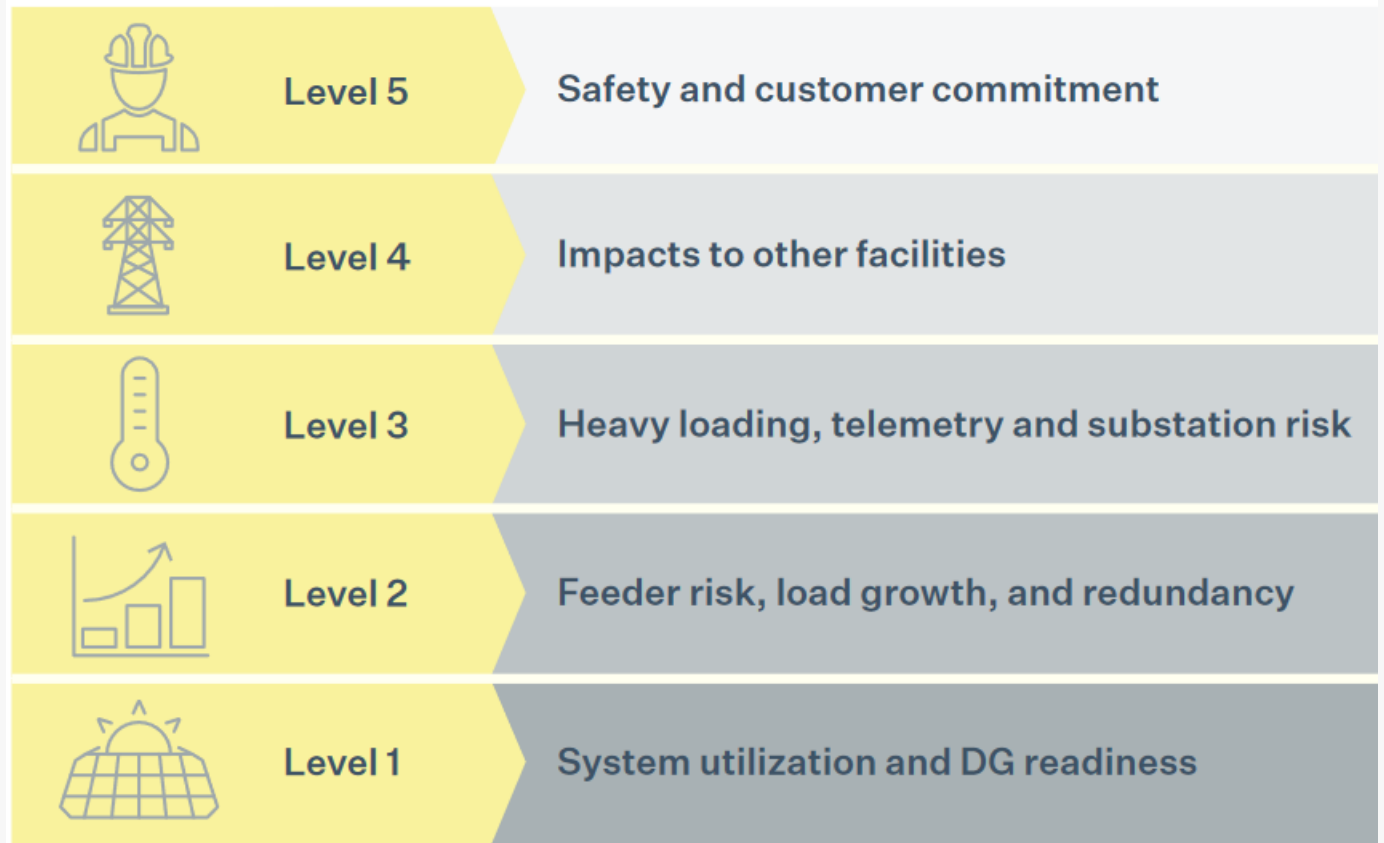 Level 5
Safety and customer commitment
Level 4
Impacts to other facilities
Level 3
Heavy loading, telemetry and substation risk
Level 2
Feeder risk, load growth, and redundancy
Level 1
System utilization and DG readiness